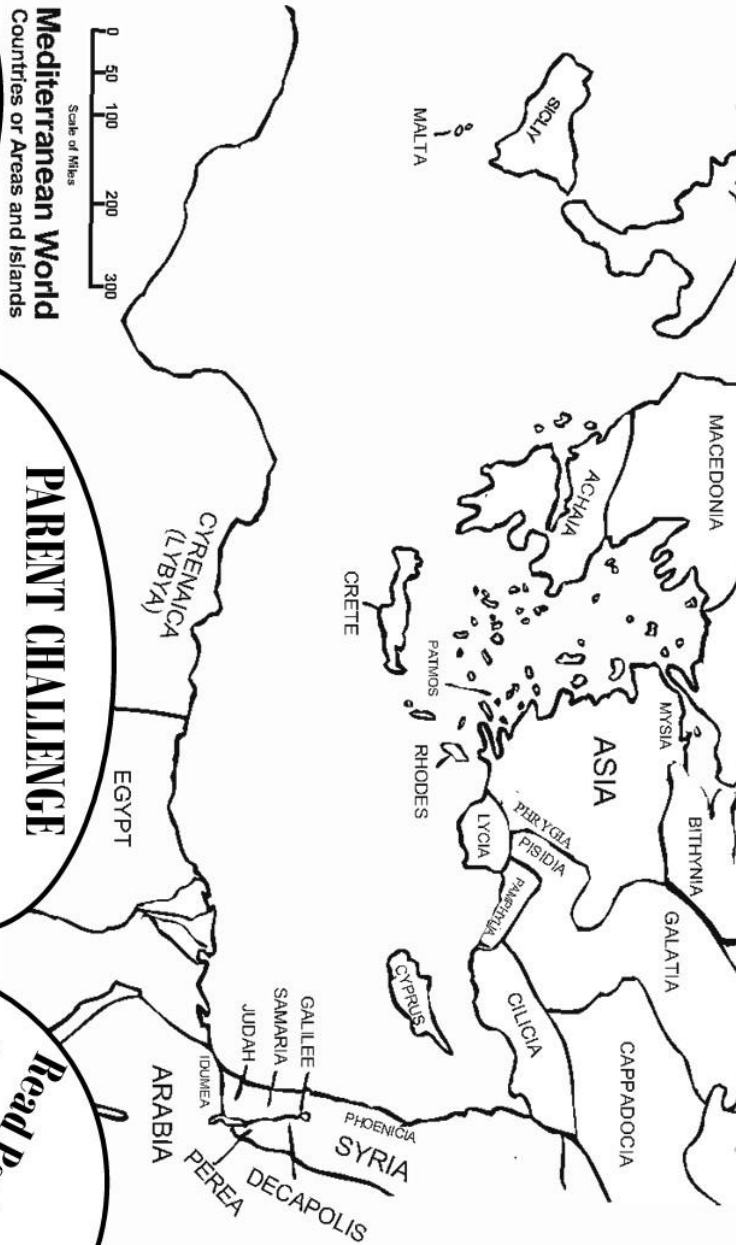 MACEDONIA
MYSIA
BITHYNIA
GALATIA
CAPPADOCIA
SICLIY
ACHAIA
ASIA
PHRYGIA
PISIDIA
LYCIA
PAMPHYLIA
CILICIA
MALTA
CRETE
PATMOS
RHODES
CYPRUS
PHOENICIA
SYRIA
GALILEE
SAMARIA
JUDAH
DECAPOLIS
IDUMEA
PEREA
CYRENAICA
(LYBYA)
EGYPT
ARABIA
0 50 100 200 300
Scale of Miles
Mediterranean World
Countries or Areas and Islands
PARENT CHALLENGE
Read